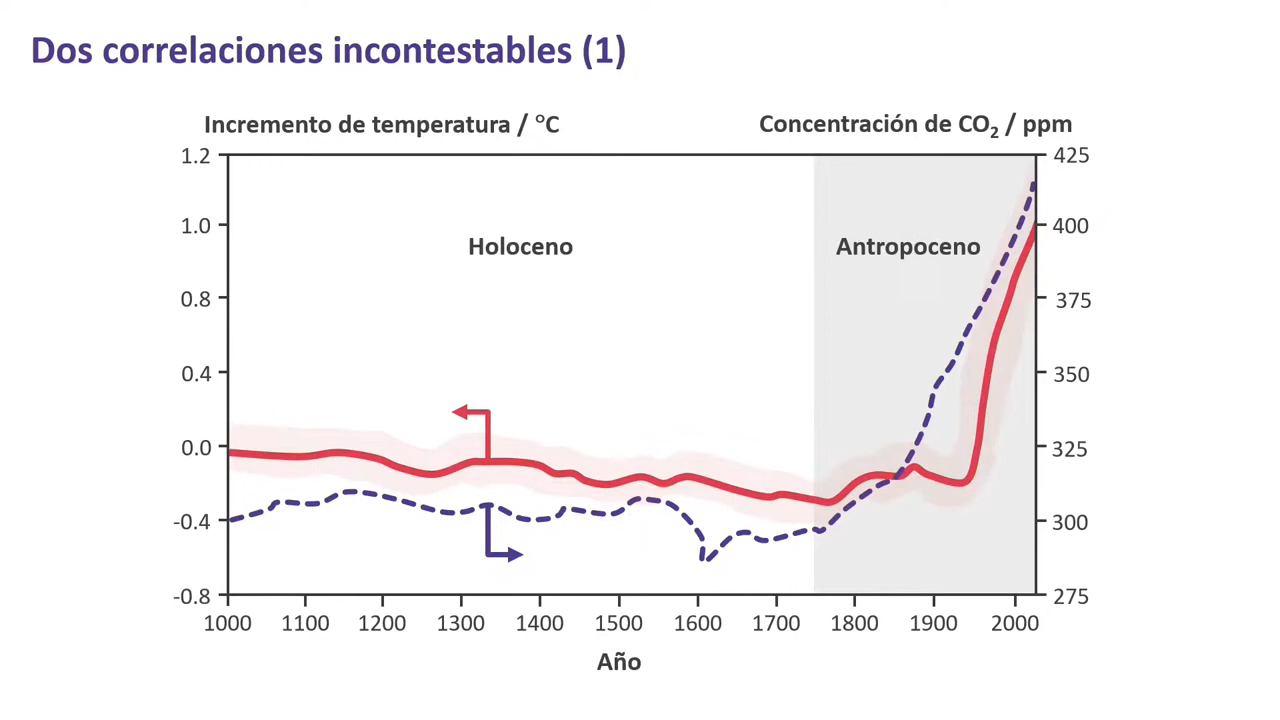 Dos correlaciones incontestables (1)
Incremento de temperatura / °C
Concentración de CO₂ / ppm
1.2
1.0
0.8
0.4
0.0
-0.4
-0.8
425
400
375
350
325
300
275
Holoceno
Antropoceno
1000 1100 1200 1300 1400 1500 1600 1700 1800 1900 2000
Año